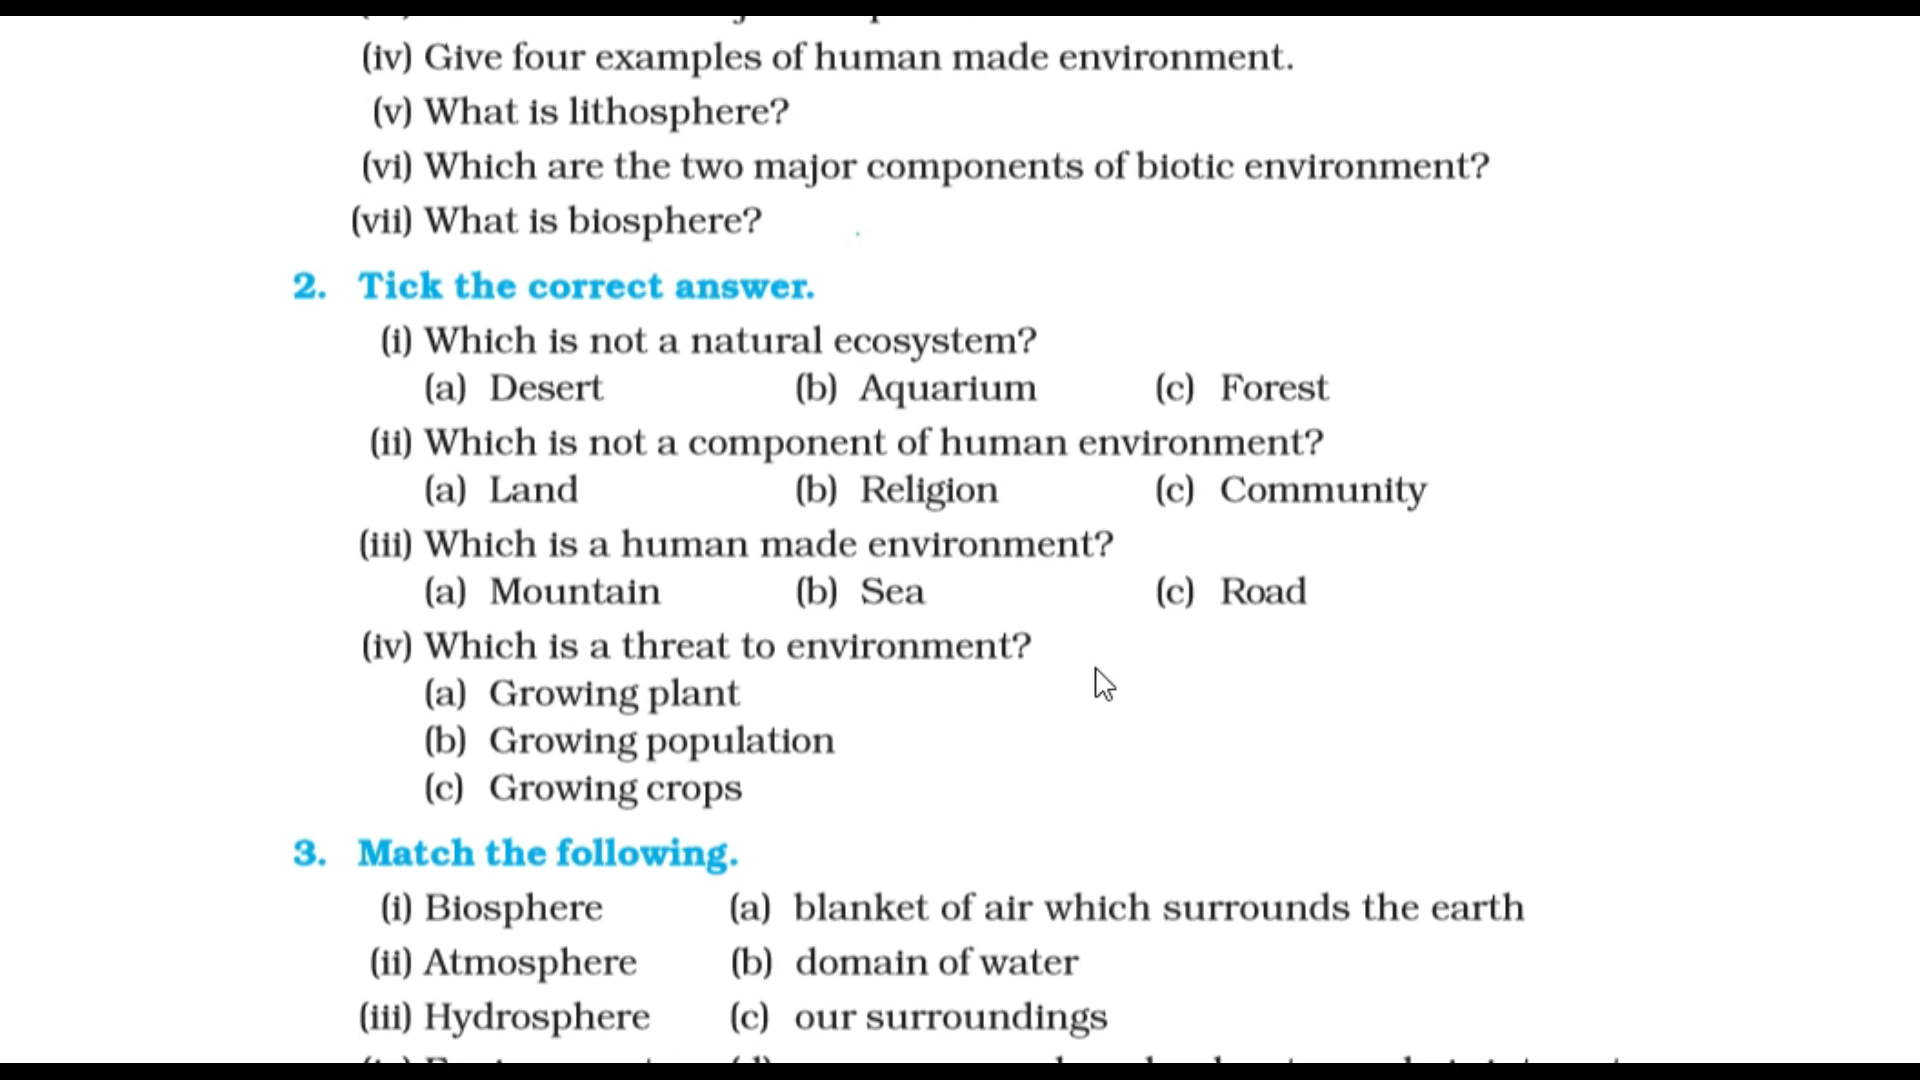 (iv) Give four examples of human made environment.
(v) What is lithosphere?
(vi) Which are the two major components of biotic environment?
(vii) What is biosphere?
2. Tick the correct answer.
(i) Which is not a natural ecosystem?
(a) Desert (b) Aquarium (c) Forest
(ii) Which is not a component of human environment?
(a) Land (b) Religion (c) Community
(iii) Which is a human made environment?
(a) Mountain (b) Sea (c) Road
(iv) Which is a threat to environment?
(a) Growing plant
(b) Growing population
(c) Growing crops
3. Match the following.
(i) Biosphere (a) blanket of air which surrounds the earth
(ii) Atmosphere (b) domain of water
(iii) Hydrosphere (c) our surroundings